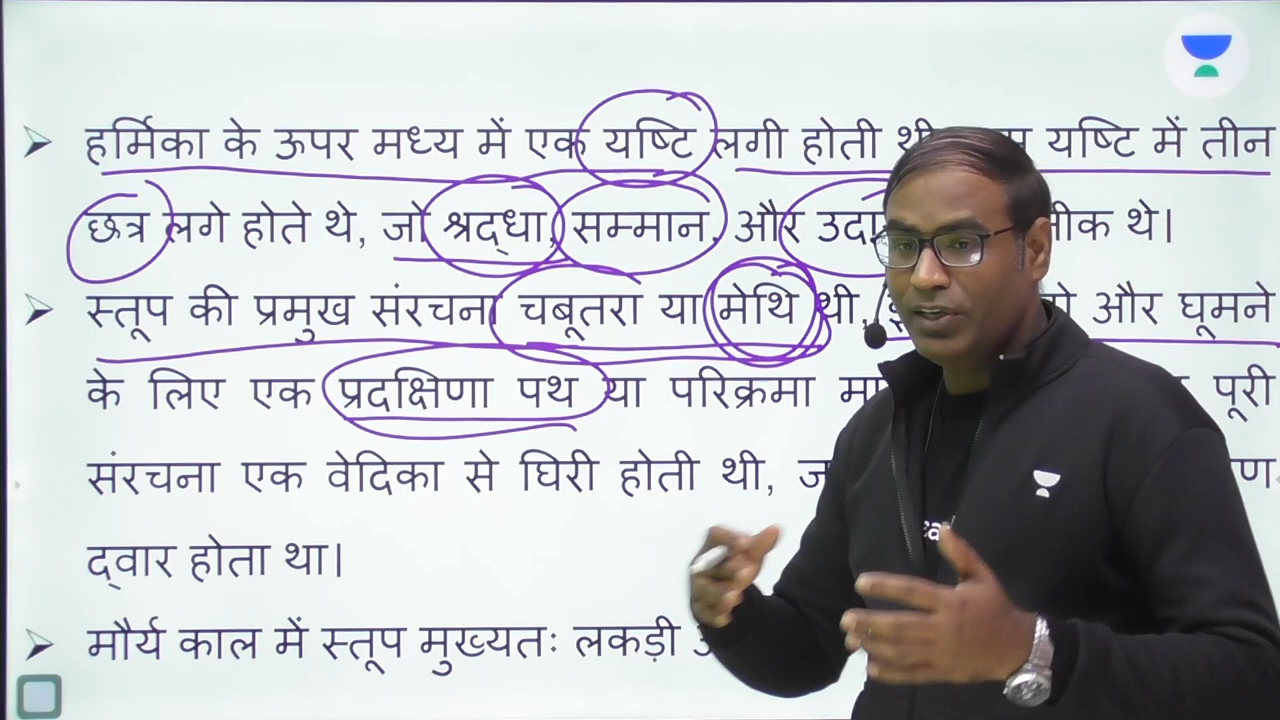 हर्मिका के ऊपर मध्य में एक यष्टि लगी होती यष्टि में तीन
छत्र लगे होते थे, जो श्रद्धा, सम्मान, और थे।
स्तूप की प्रमुख संरचना चबूतरा या मेथि थी, और घूमने
के लिए एक प्रदक्षिणा पथ या परिक्रमा पूरी
संरचना एक वेदिका से घिरी होती थी,
द्वार होता था।
मौर्य काल में स्तूप मुख्यतः लकड़ी